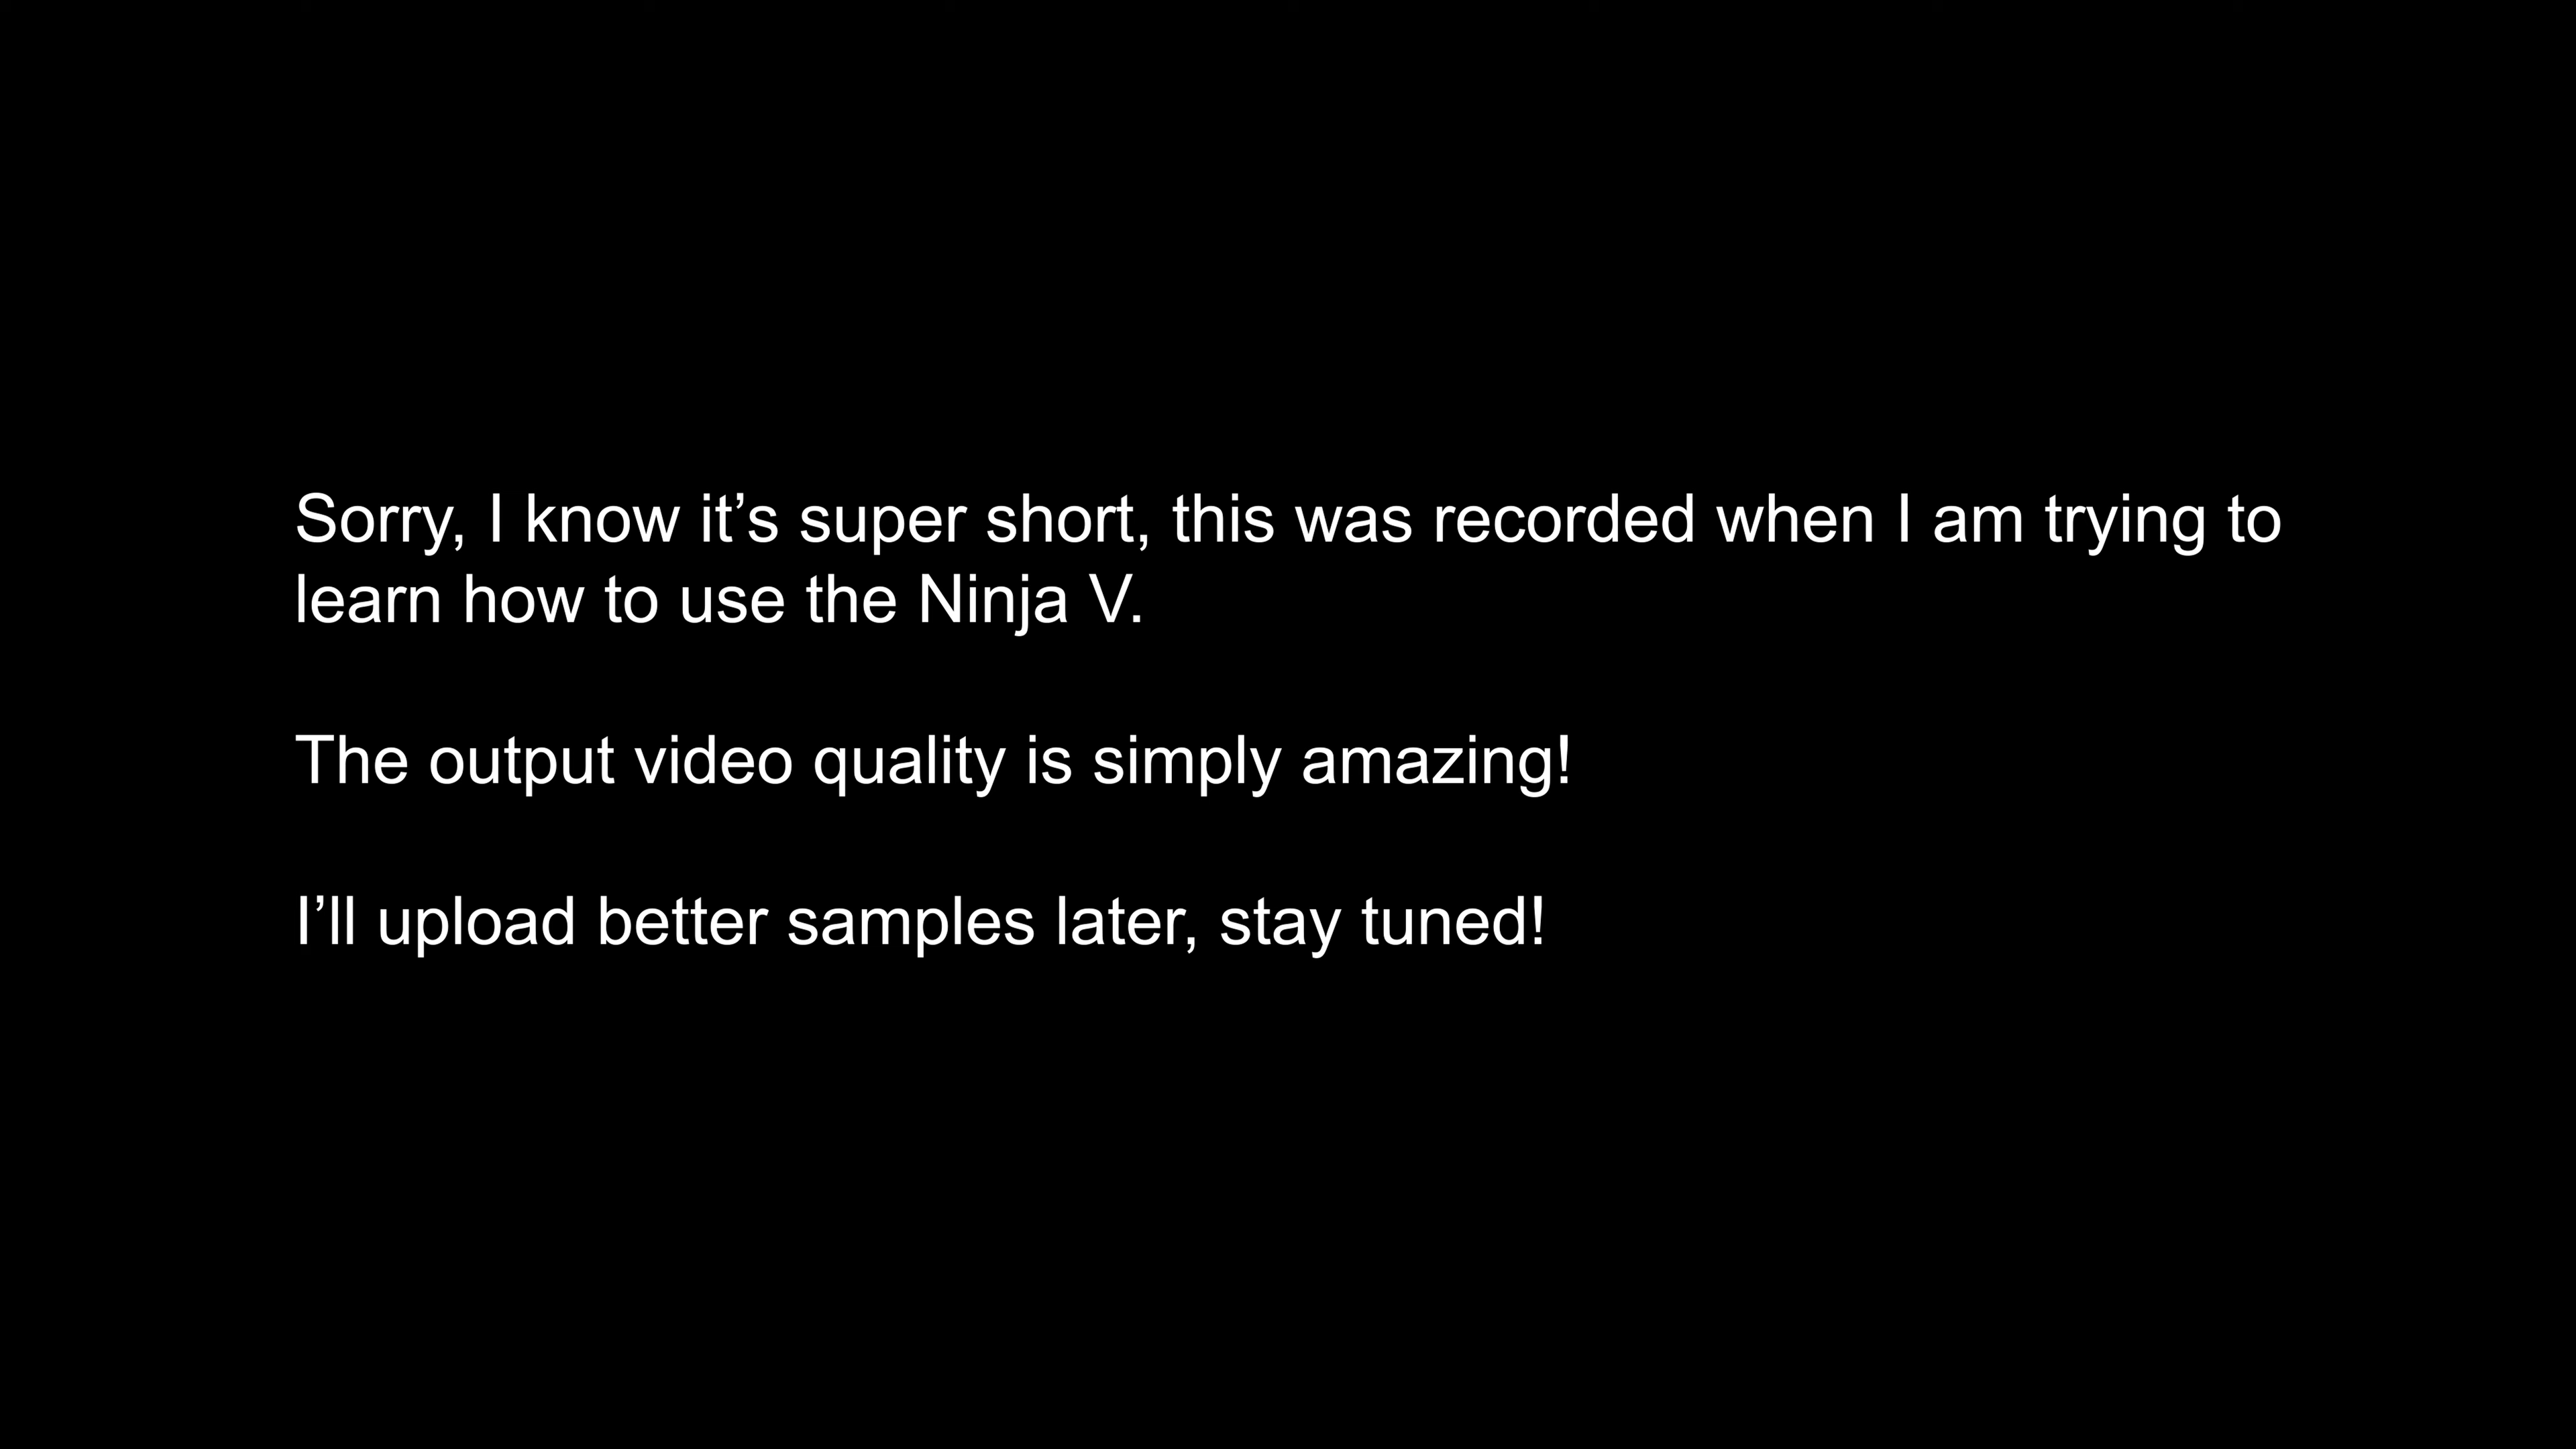 Sorry, I know it’s super short, this was recorded when I am trying to
learn how to use the Ninja V.
The output video quality is simply amazing!
I’ll upload better samples later, stay tuned!